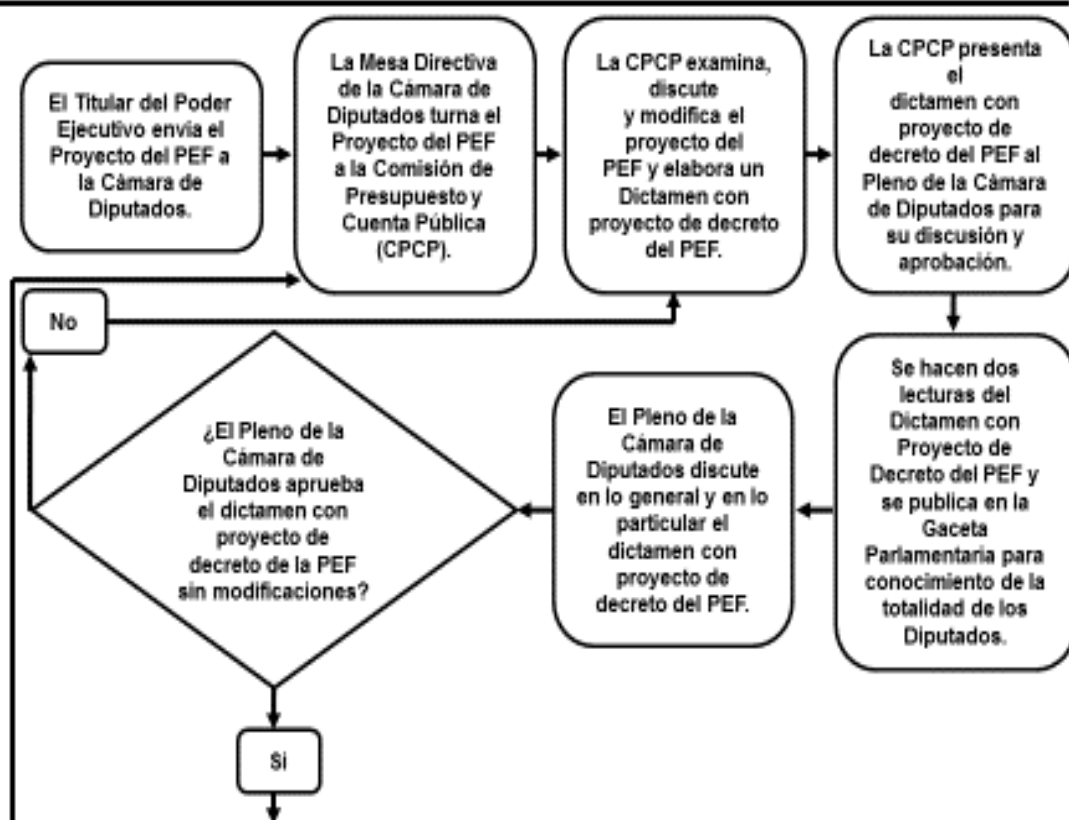 El Titular del Poder
Ejecutivo envia el
Proyecto del PEF a
la Cámara de
Diputados.
La Mesa Directiva
de la Cámara de
Diputados turna el
Proyecto del PEF
a la Comisión de
Presupuesto y
Cuenta Pública
(CPCP).
La CPCP examina,
discute
y modifica el
proyecto del
PEF y elabora un
Dictamen con
proyecto de decreto
del PEF.
La CPCP presenta
el
dictamen con
proyecto de
decreto del PEF al
Pleno de la Cámara
de Diputados para
su discusión y
aprobación.
Se hacen dos
lecturas del
Dictamen con
Proyecto de
Decreto del PEF y
se publica en la
Gaceta
Parlamentaria para
conocimiento de la
totalidad de los
Diputados.
El Pleno de la
Cámara de
Diputados discute
en lo general y en lo
particular el
dictamen con
proyecto de
decreto del PEF.
¿El Pleno de la
Cámara de
Diputados aprueba
el dictamen con
proyecto de
decreto de la PEF
sin modificaciones?
No
Si